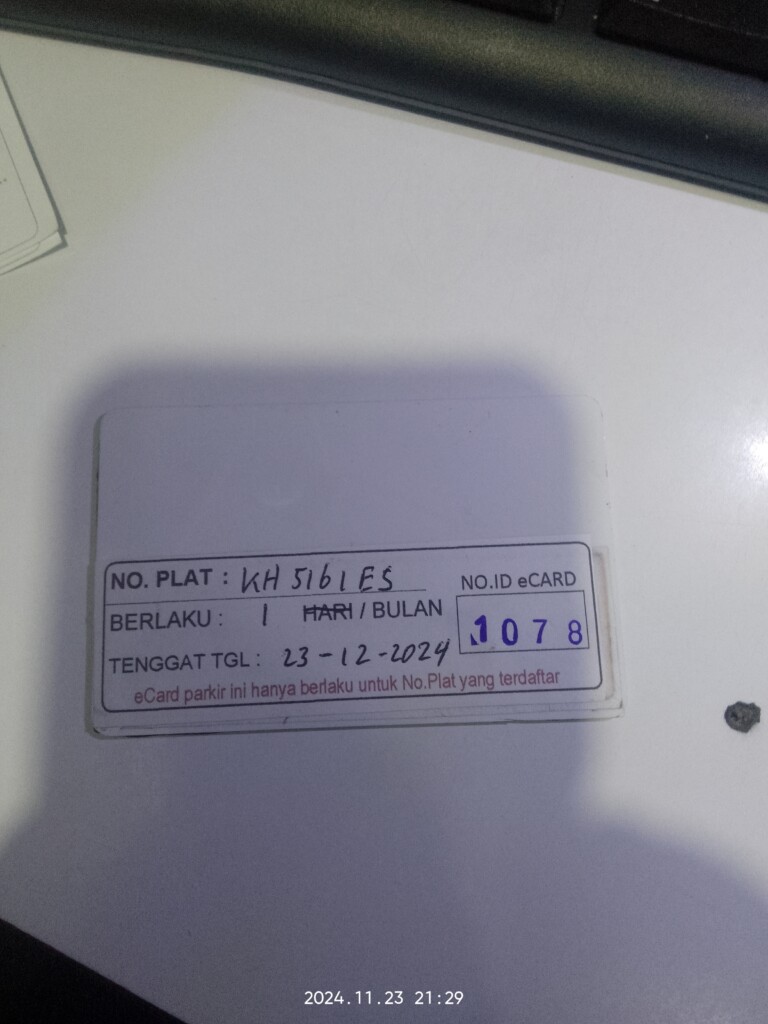 NO. PLAT : KH 5161 ES
NO.ID eCARD
BERLAKU : 1 HARI / BULAN
1078
TENGGAT TGL : 23-12-2024
eCard parkir ini hanya berlaku untuk No.Plat yang terdaftar
2024.11.23 21:29